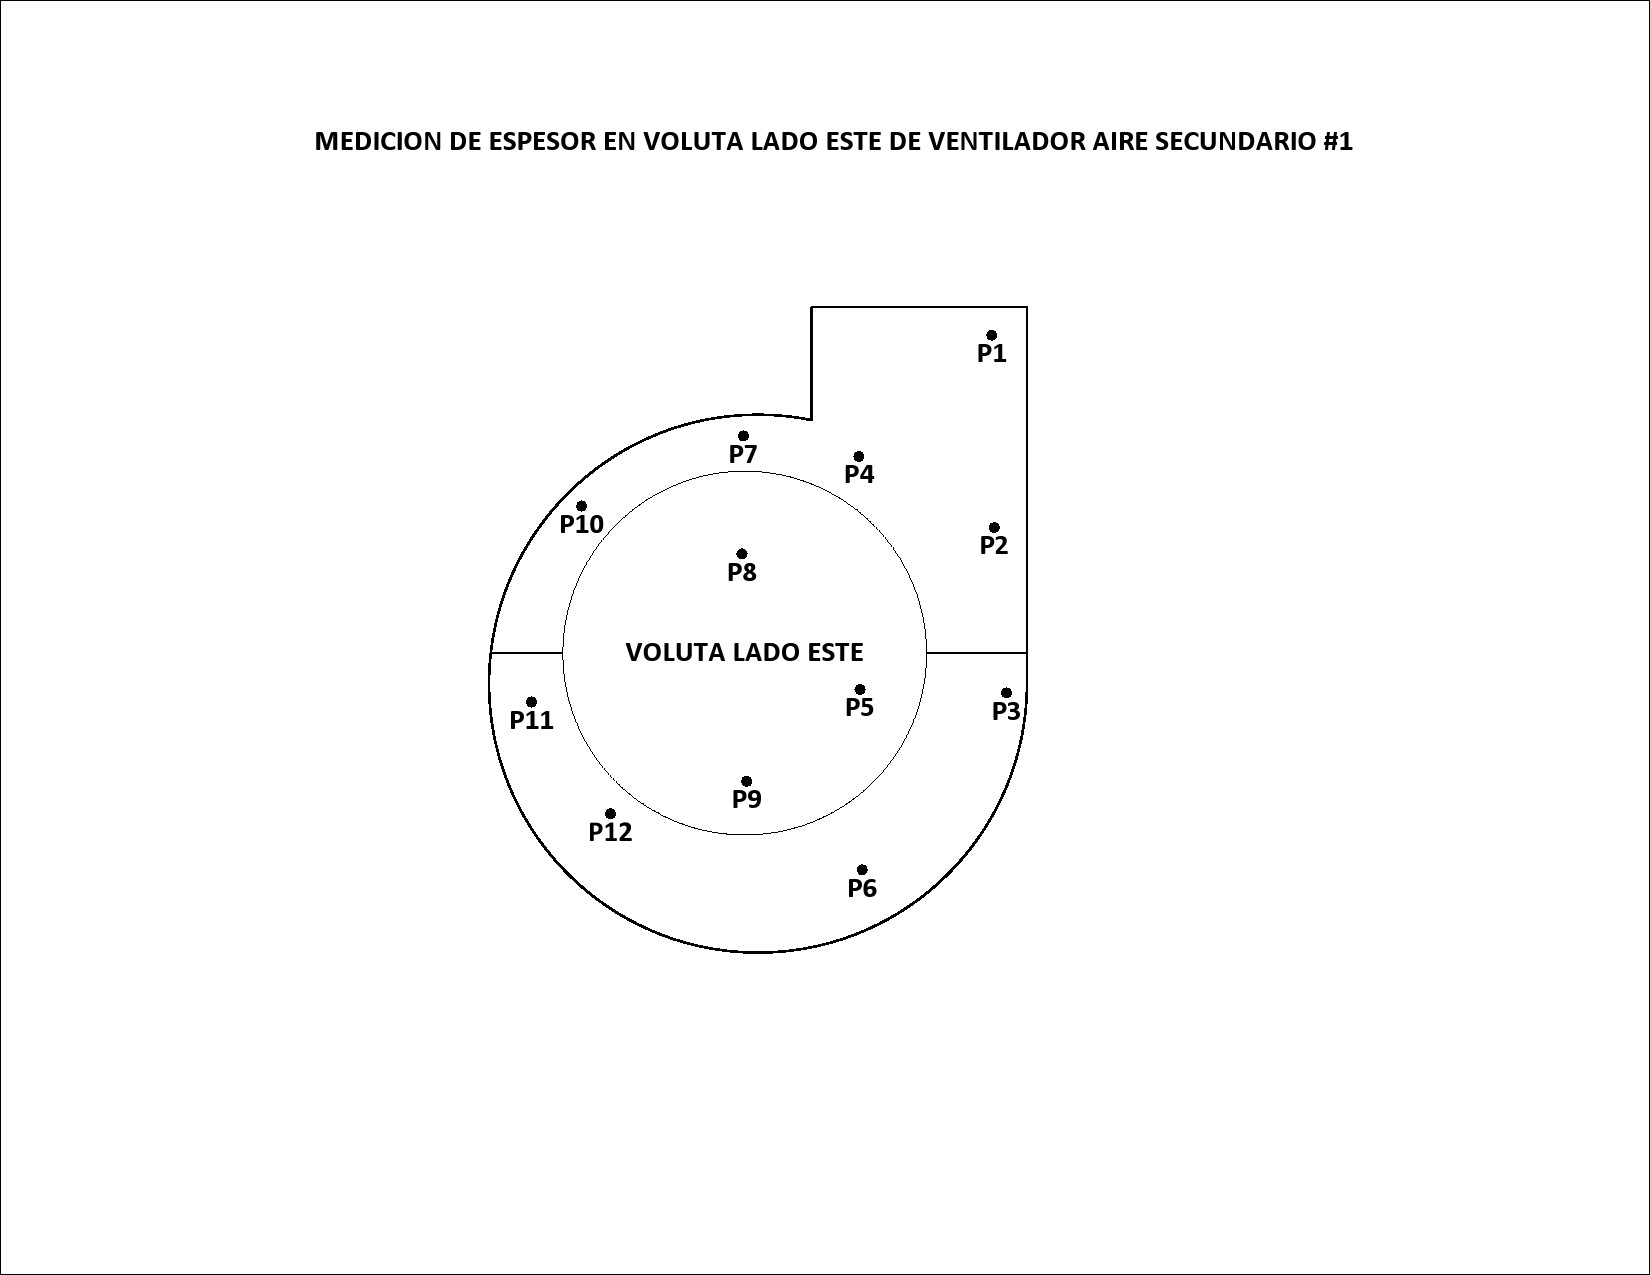 MEDICION DE ESPESOR EN VOLUTA LADO ESTE DE VENTILADOR AIRE SECUNDARIO #1
P1
P7
P4
P10
P2
P8
VOLUTA LADO ESTE
P5
P3
P11
P9
P12
P6